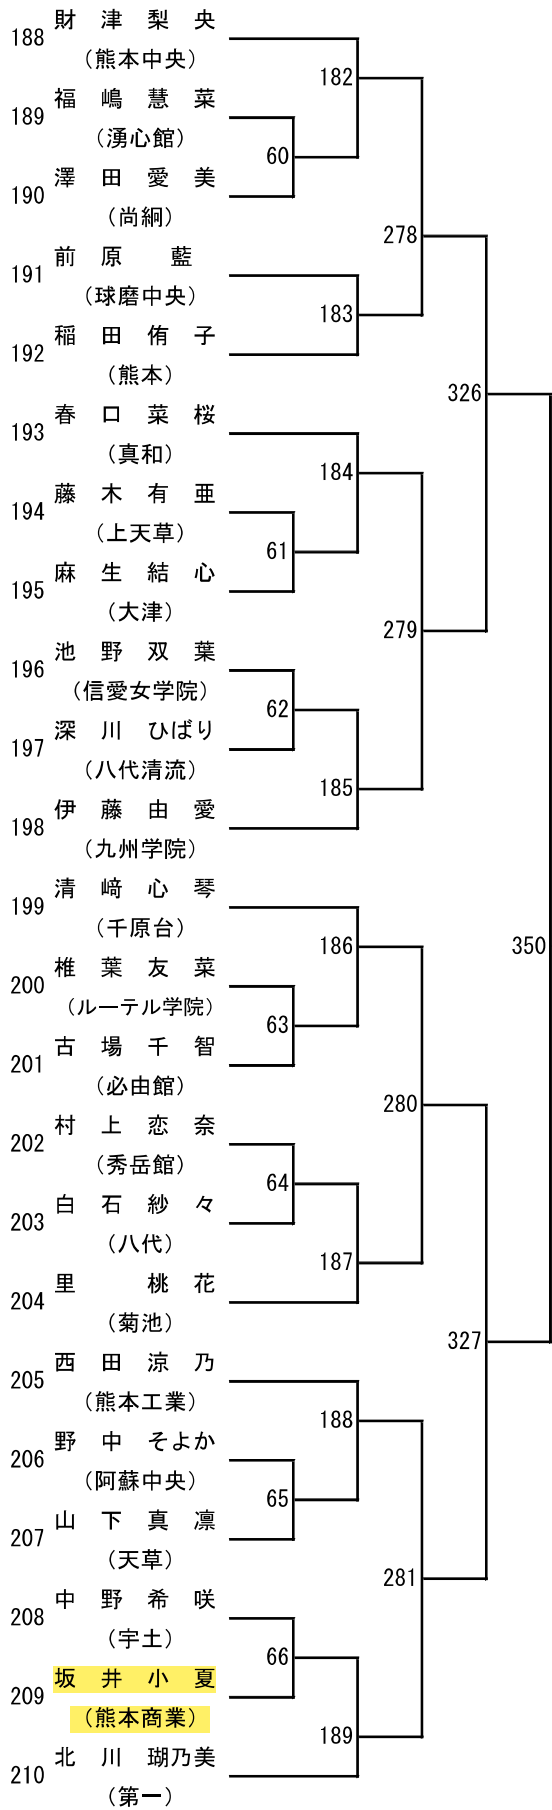 188 財津梨央
(熊本中央)
182
189 福嶋慧菜
(湧心館)
60
190 澤田愛美
(尚絅)
278
191 前原藍
(球磨中央)
183
192 稲田侑子
(熊本)
326
193 春口菜桜
(真和)
184
194 藤木有亜
(上天草)
61
195 麻生結心
(大津)
279
196 池野双葉
(信愛女学院)
62
197 深川ひばり
(八代清流)
185
198 伊藤由愛
(九州学院)
199 清﨑心琴
(千原台)
186
350
200 椎葉友菜
(ルーテル学院)
63
201 古場千智
(必由館)
280
202 村上恋奈
(秀岳館)
64
203 白石紗々
(八代)
187
204 里桃花
(菊池)
327
205 西田涼乃
(熊本工業)
188
206 野中そよか
(阿蘇中央)
65
207 山下真凛
(天草)
281
208 中野希咲
(宇土)
66
209 坂井小夏
(熊本商業)
189
210 北川瑚乃美
(第一)